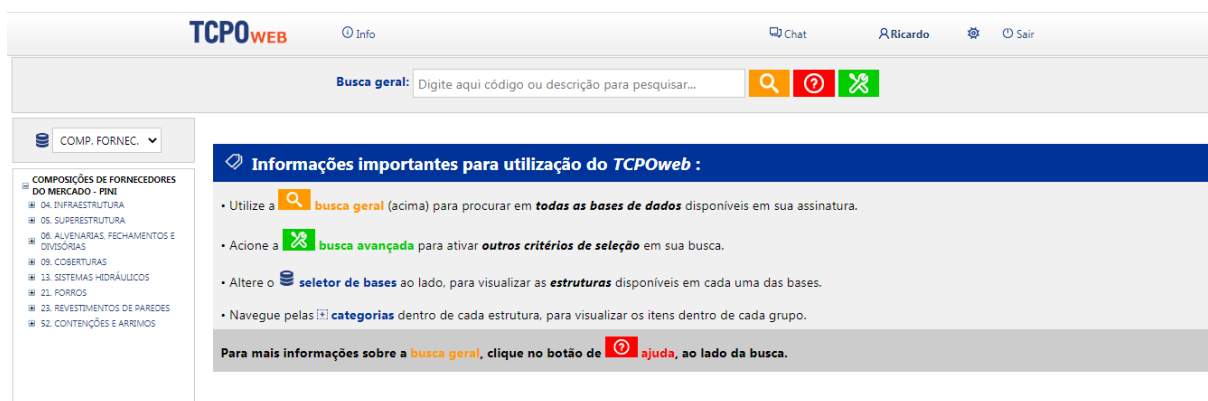 TCPOWEB
Info
Chat
Ricardo
Sair
Busca geral: Digite aqui código ou descrição para pesquisar...
COMP. FORNEC.
COMPOSIÇÕES DE FORNECEDORES
DO MERCADO - PINI
04. INFRAESTRUTURA
05. SUPERESTRUTURA
06. ALVENARIAS, FECHAMENTOS E
DIVISÓRIAS
09. COBERTURAS
13. SISTEMAS HIDRÁULICOS
21. FORROS
23. REVESTIMENTOS DE PAREDES
52. CONTENÇÕES E ARRIMOS
Informações importantes para utilização do TCPOweb :
• Utilize a busca geral (acima) para procurar em todas as bases de dados disponíveis em sua assinatura.
• Acione a busca avançada para ativar outros critérios de seleção em sua busca.
• Altere o seletor de bases ao lado, para visualizar as estruturas disponíveis em cada uma das bases.
• Navegue pelas categorias dentro de cada estrutura, para visualizar os itens dentro de cada grupo.
Para mais informações sobre a busca geral, clique no botão de ajuda, ao lado da busca.